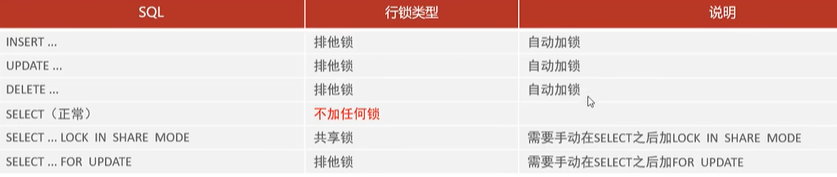 SQL 行锁类型 说明
INSERT ... 排他锁 自动加锁
UPDATE ... 排他锁 自动加锁
DELETE ... 排他锁 自动加锁
SELECT（正常） 不加任何锁
SELECT ... LOCK IN SHARE MODE 共享锁 需要手动在SELECT之后加LOCK IN SHARE MODE
SELECT ... FOR UPDATE 排他锁 需要手动在SELECT之后加FOR UPDATE